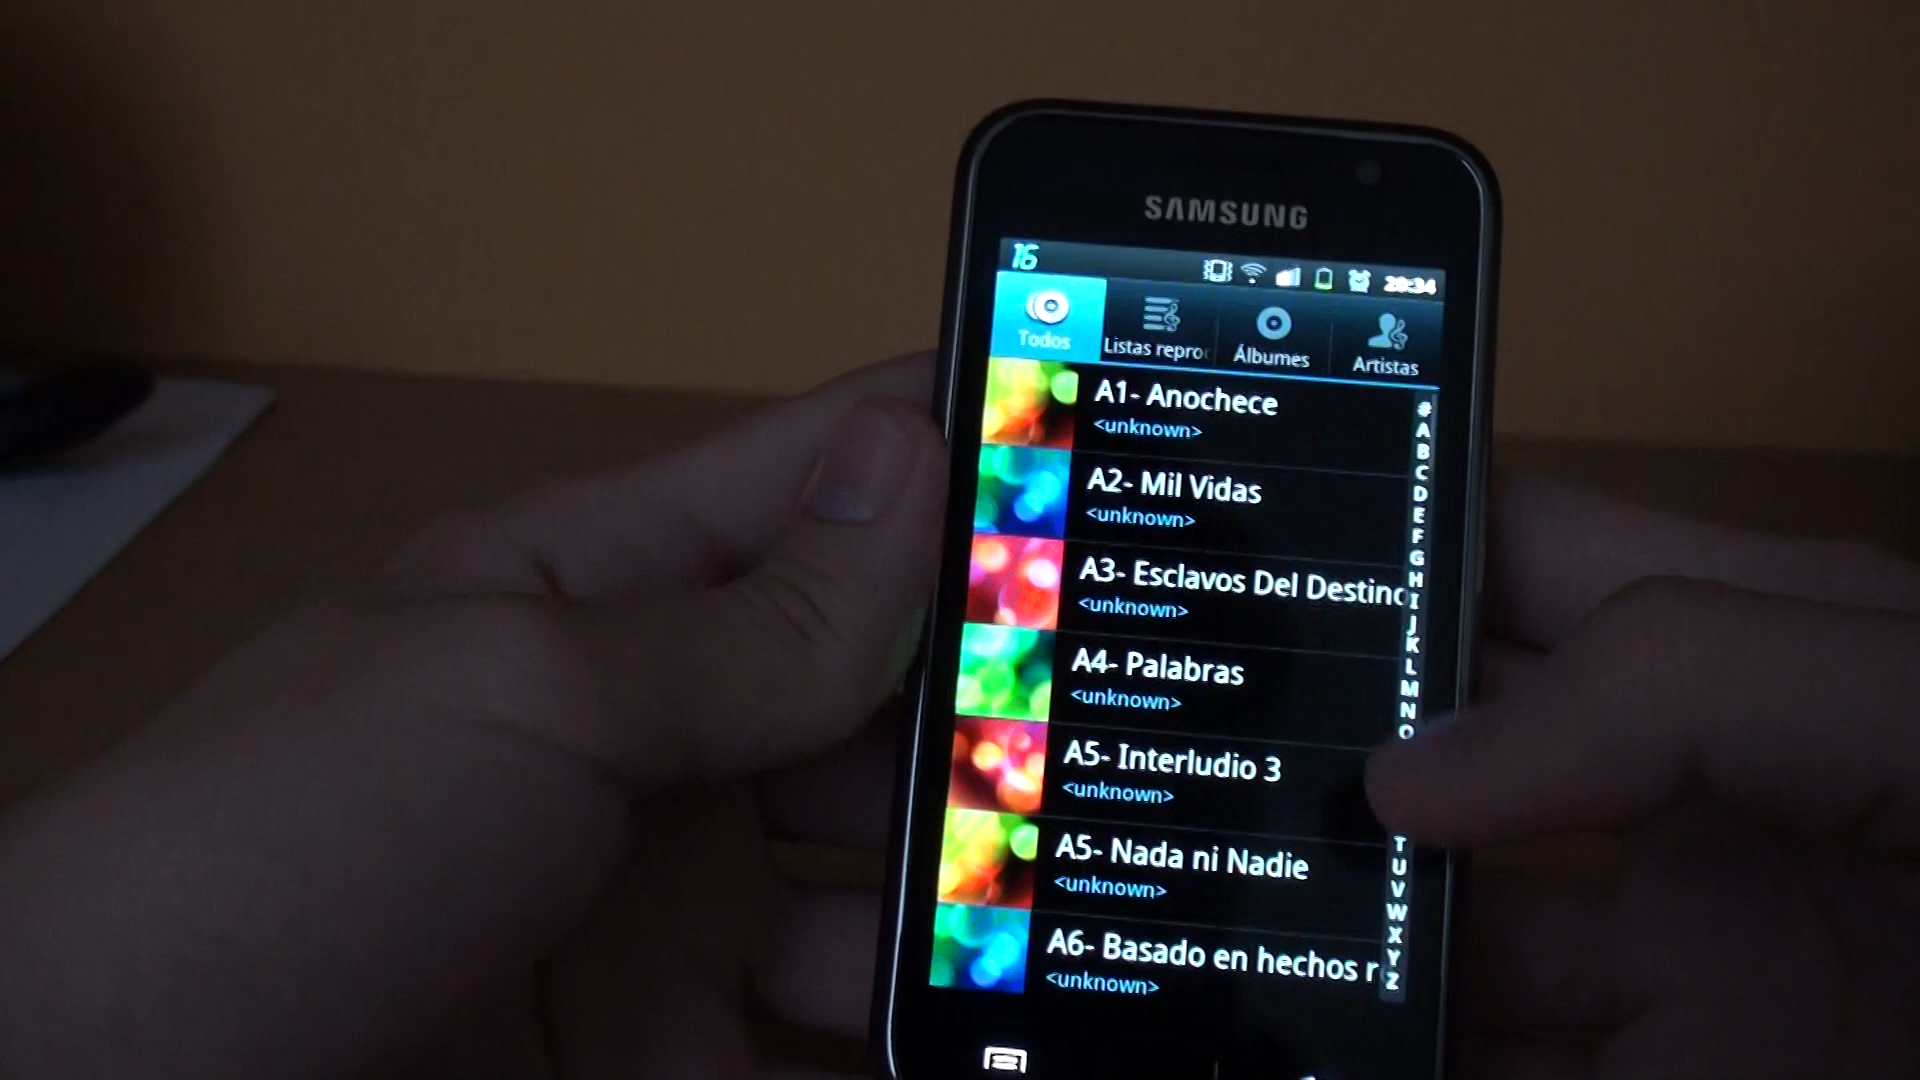 SAMSUNG
16
20:34
Todos
Listas repro
Álbumes
Artistas
A1- Anochece
<unknown>
A2- Mil Vidas
<unknown>
A3- Esclavos Del Destino
<unknown>
A4- Palabras
<unknown>
A5- Interludio 3
<unknown>
A5- Nada ni Nadie
<unknown>
A6- Basado en hechos r
<unknown>
#
A
B
C
D
E
F
G
H
I
J
K
L
M
N
O
T
U
V
W
X
Y
Z